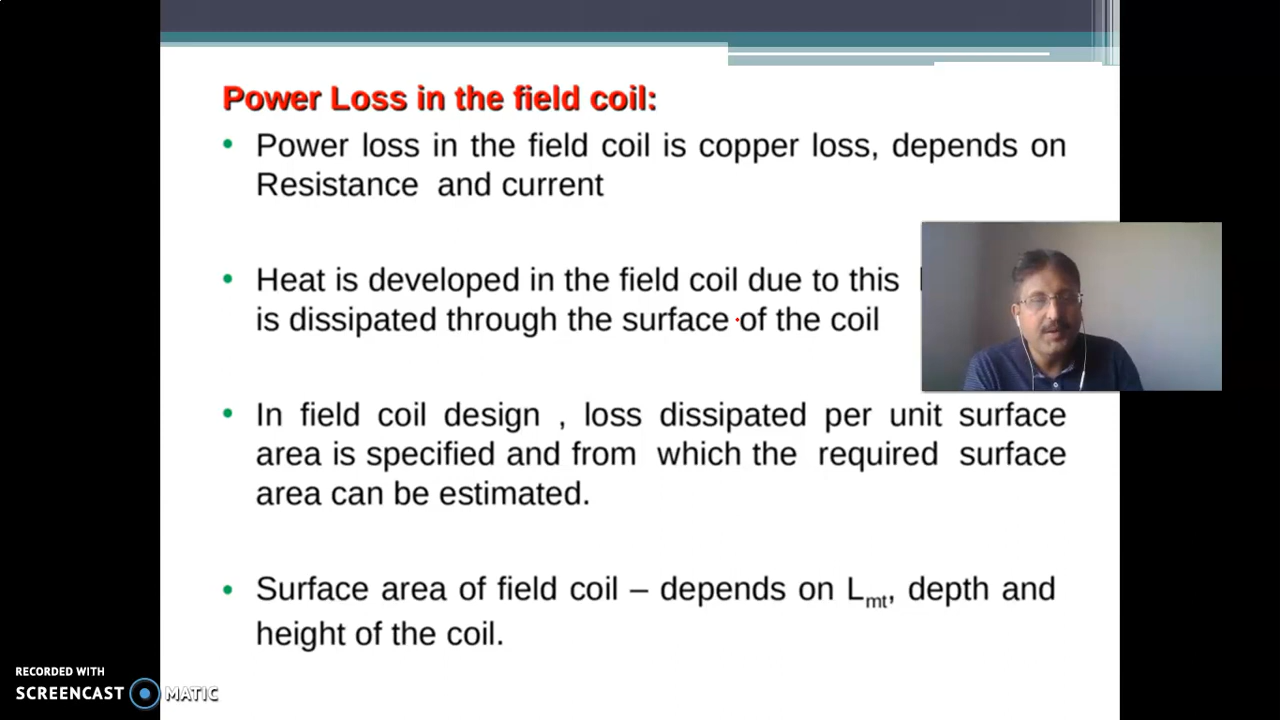 Power Loss in the field coil:
• Power loss in the field coil is copper loss, depends on
Resistance and current
• Heat is developed in the field coil due to this
is dissipated through the surface of the coil
• In field coil design , loss dissipated per unit surface
area is specified and from which the required surface
area can be estimated.
• Surface area of field coil – depends on Lmt, depth and
height of the coil.
RECORDED WITH
SCREENCAST MATIC